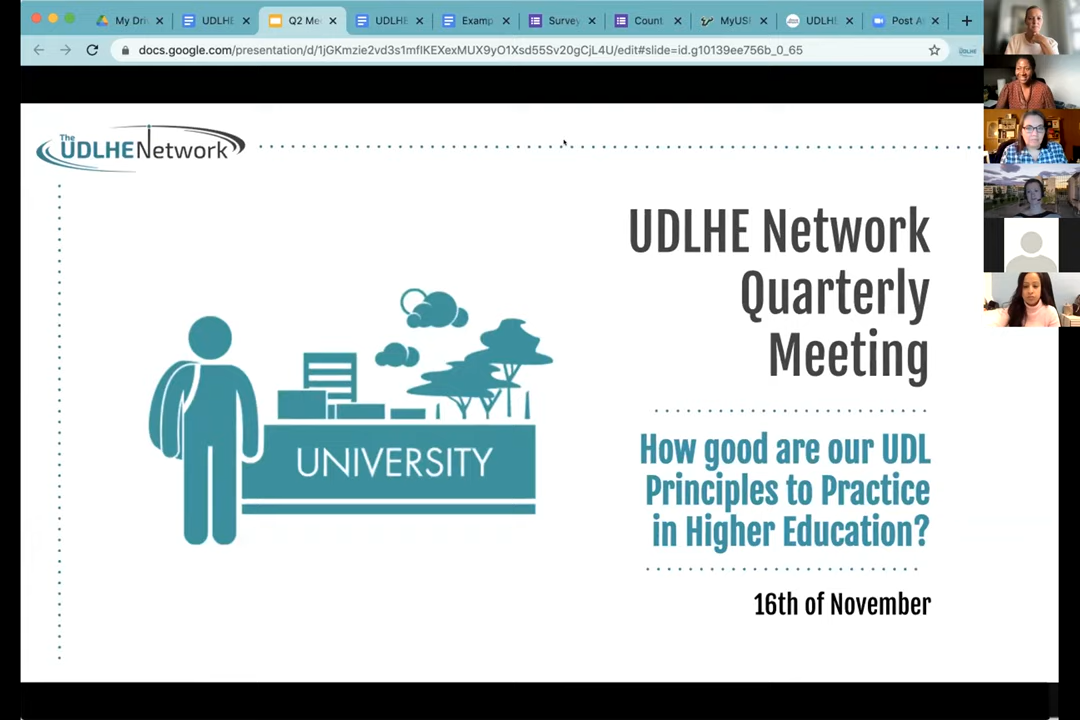 My Dri
UDLHE
Q2 Me
UDLHE
Examp
Survey
Count
MyUS
UDLHE
Post A
docs.google.com/presentation/d/1jGKmzie2vd3s1mfIKEXexMUX9yO1Xsd55Sv20gCjL4U/edit#slide=id.g10139ee756b_0_65
The
UDLHENetwork
UDLHE Network
Quarterly
Meeting
UNIVERSITY
How good are our UDL
Principles to Practice
in Higher Education?
16th of November